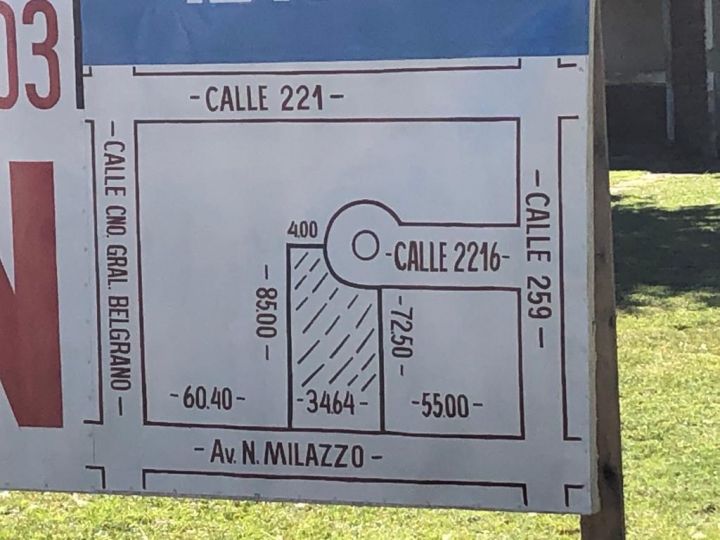 03
- CALLE 221 -
- CALLE CNO. GRAL. BELGRANO -
4.00
- CALLE 2216 -
- CALLE 259 -
- 85.00 -
- 72.50 -
- 60.40 -
- 34.64 -
- 55.00 -
- Av. N. MILAZZO -
N